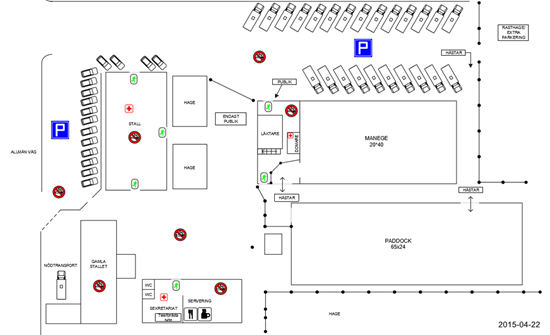 P
RASTHAGE/
EXTRA
PARKERING
HÄSTAR
PUBLIK
HAGE
STALL
ENDAST
PUBLIK
P
LÄKTARE
DOMARE
MANEGE
20*40
ALLMÄN VÄG
HAGE
HÄSTAR
HÄSTAR
PADDOCK
65x24
NÖDTRANSPORT
GAMLA
STALLET
WC
WC
SEKRETARIAT
SERVERING
HAGE
2015-04-22